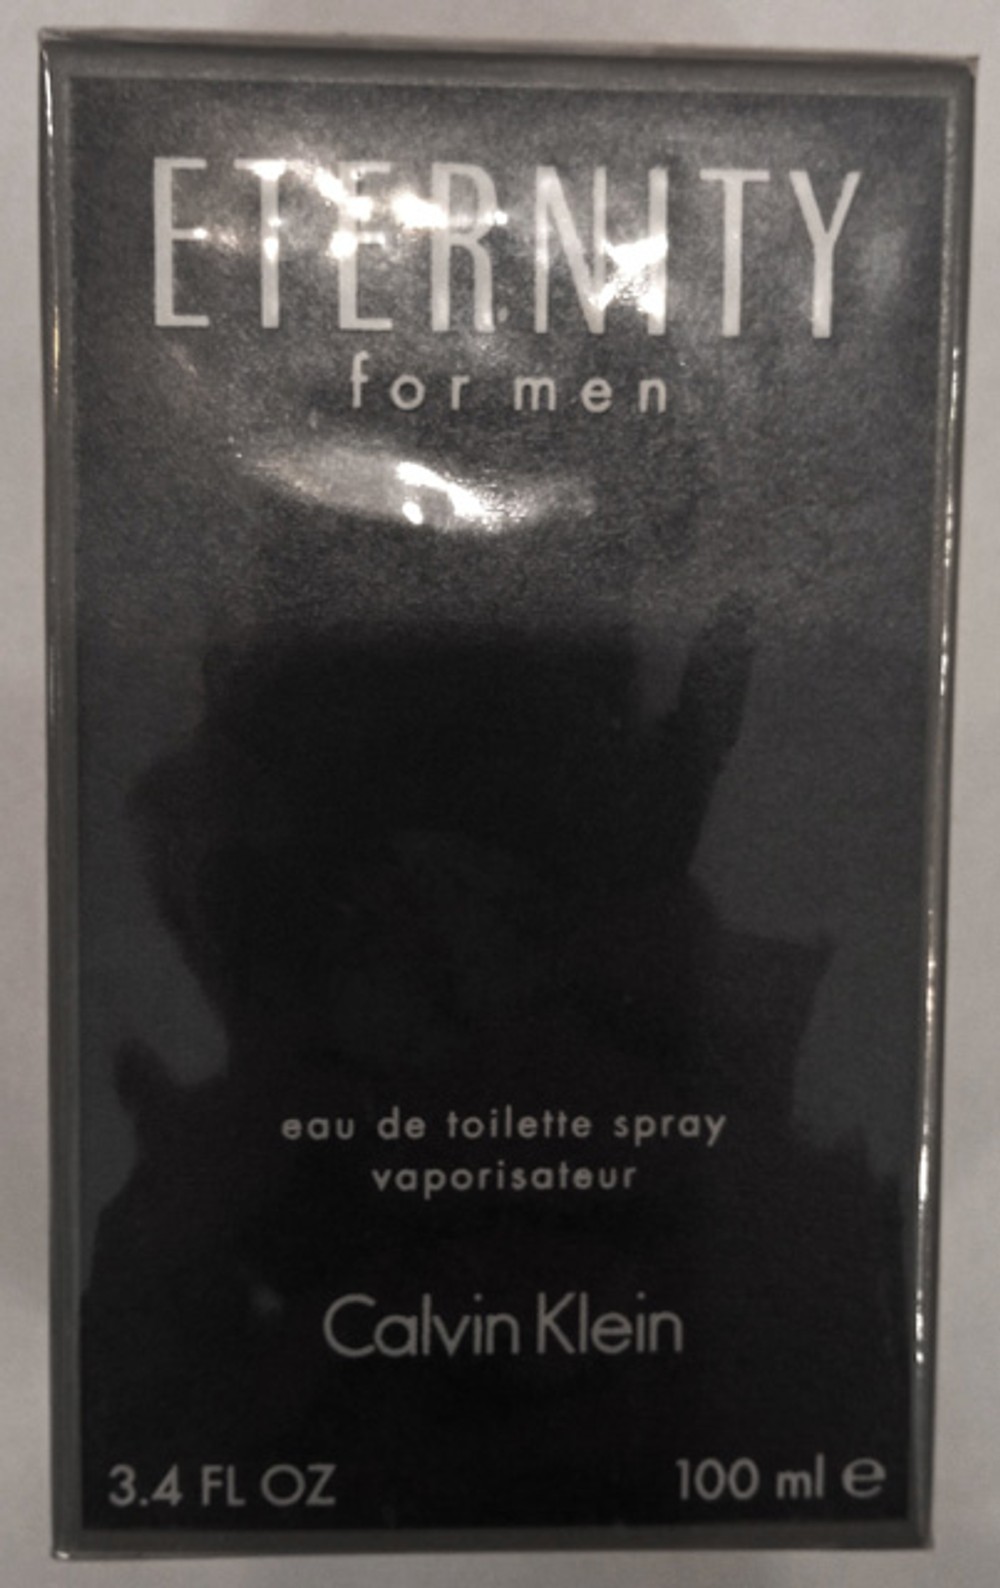 ETERNITY
for men
eau de toilette spray
vaporisateur
Calvin Klein
3.4 FL OZ 100 ml ℮